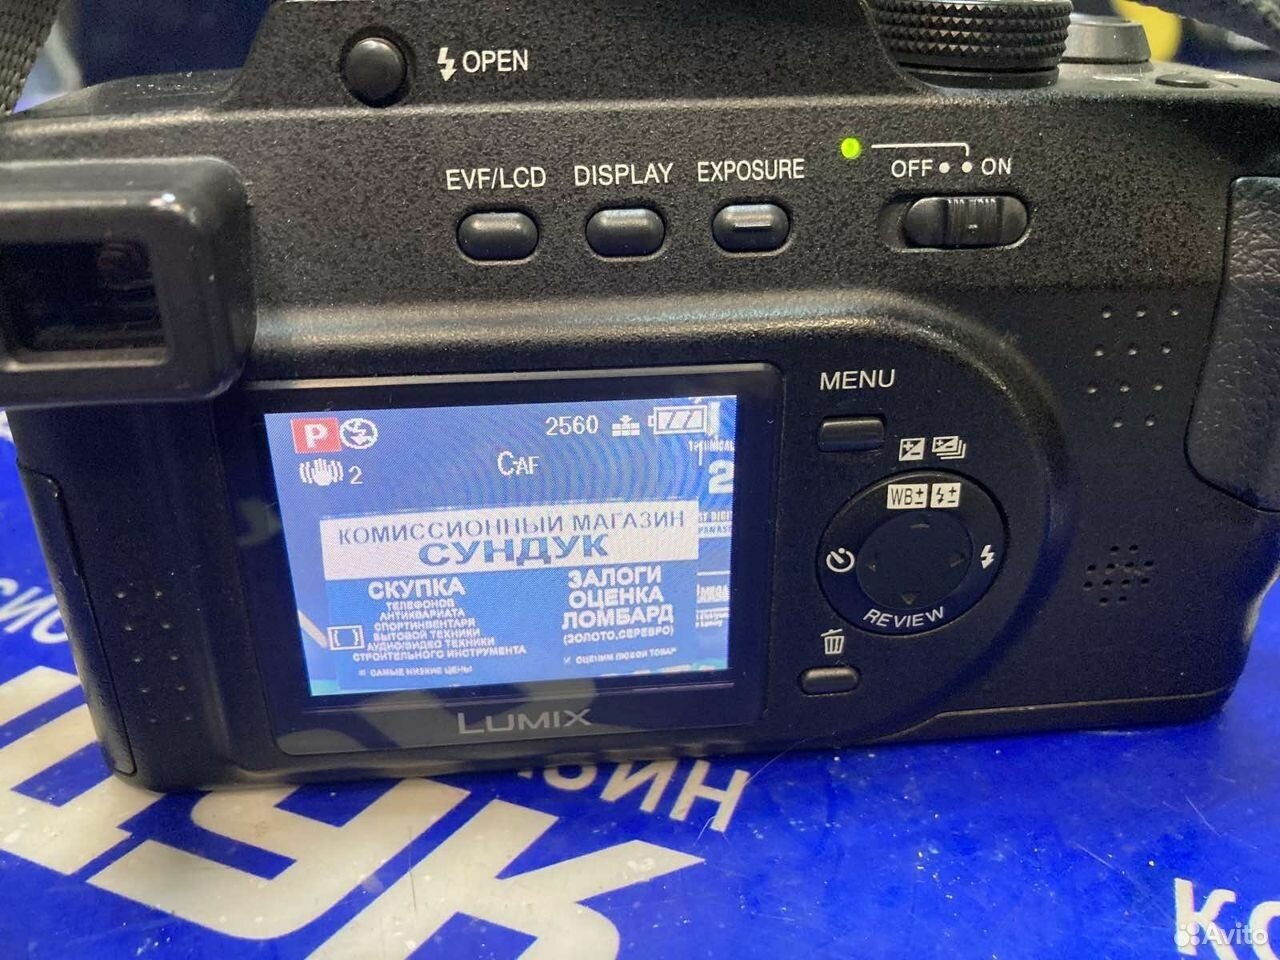 OPEN
EVF/LCD DISPLAY EXPOSURE
OFF ON
MENU
P 2560
2
C-AF
2
КОМИССИОННЫЙ МАГАЗИН
СУНДУК
СКУПКА
ТЕЛЕФОНОВ
АНТИКВАРИАТА
СПОРТИНВЕНТАРЯ
БЫТОВОЙ ТЕХНИКИ
АУДИО/ВИДЕО ТЕХНИКИ
СТРОИТЕЛЬНОГО ИНСТРУМЕНТА
САМЫЕ НИЗКИЕ ЦЕНЫ
ЗАЛОГИ
ОЦЕНКА
ЛОМБАРД
(ЗОЛОТО,СЕРЕБРО)
ОЦЕНИМ ЛЮБОЙ ТОВАР
WB±
REVIEW
LUMIX
Avito